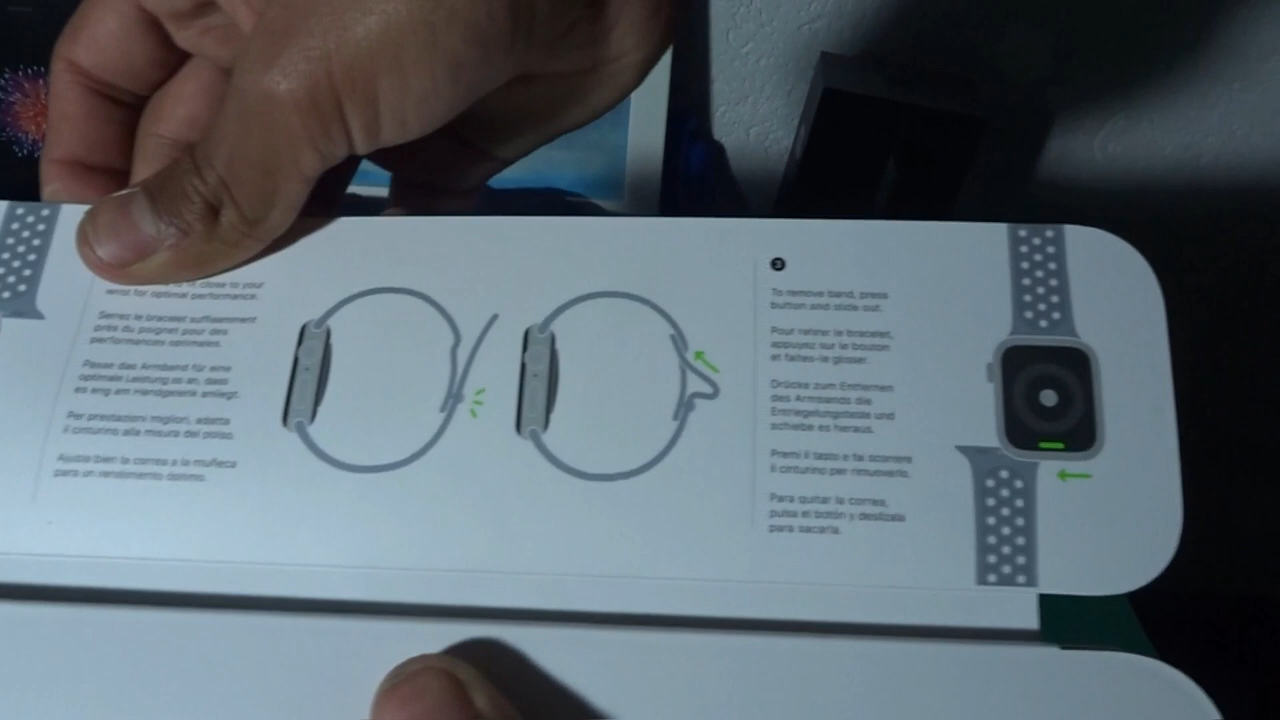 close to your
wrist for optimal performance.
Serrez le bracelet suffisamment
près du poignet pour des
performances optimales.
Passe das Armband für eine
optimale Leistung so an, dass
es eng am Handgelenk anliegt.
Per prestazioni migliori, adatta
il cinturino alla misura del polso.
Ajuste bien la correa a la muñeca
para un rendimiento óptimo.
3
To remove band, press
button and slide out.
Pour retirer le bracelet,
appuyez sur le bouton
et faites-le glisser.
Drücke zum Entfernen
des Armbands die
Entriegelungstaste und
schiebe es heraus.
Premi il tasto e fai scorrere
il cinturino per rimuoverlo.
Para quitar la correa,
pulsa el botón y deslízala
para sacarla.